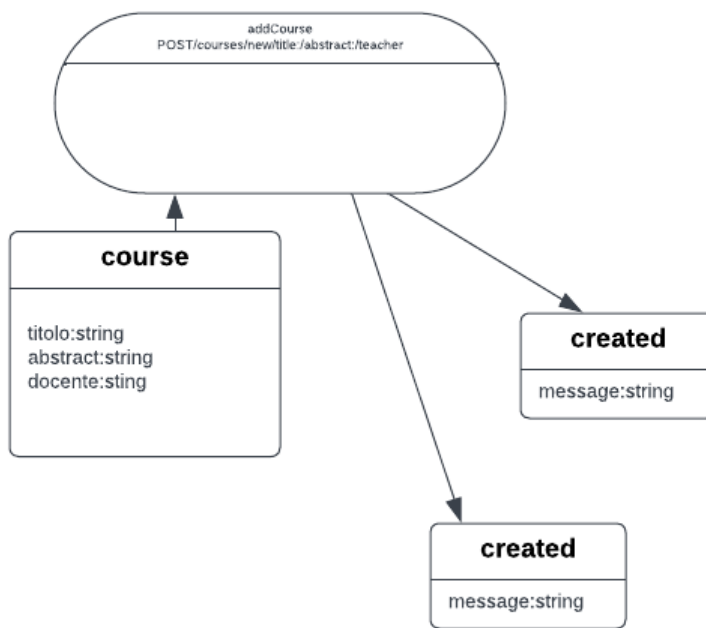 addCourse
POST/courses/new/title:/abstract:/teacher
course
titolo:string
abstract:string
docente:sting
created
message:string
created
message:string